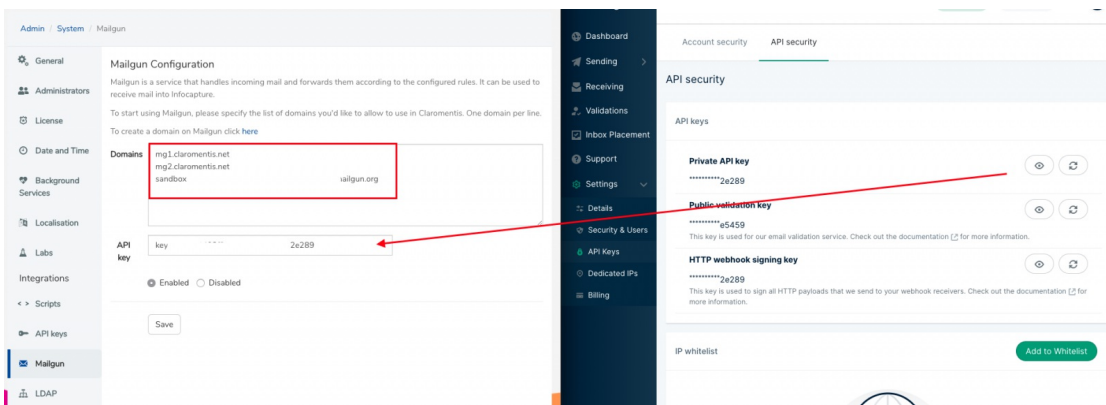 Admin / System / Mailgun
General
Administrators
License
Date and Time
Background
Services
Localisation
Labs
Integrations
Scripts
API keys
Mailgun
LDAP
Mailgun Configuration
Mailgun is a service that handles incoming mail and forwards them according to the configured rules. It can be used to
receive mail into Infocapture.
To start using Mailgun, please specify the list of domains you'd like to allow to use in Claromentis. One domain per line.
To create a domain on Mailgun click here
Domains
mg1.claromentis.net
mg2.claromentis.net
sandbox ailgun.org
API
key
key 2e289
Enabled Disabled
Save
Dashboard
Sending
Receiving
Validations
Inbox Placement
Support
Settings
Details
Security & Users
API Keys
Dedicated IPs
Billing
Account security API security
API security
API keys
Private API key
**********2e289
Public validation key
**********e5459
This key is used for our email validation service. Check out the documentation for more information.
HTTP webhook signing key
**********2e289
This key is used to sign all HTTP payloads that we send to your webhook receivers. Check out the documentation for
more information.
IP whitelist
Add to Whitelist